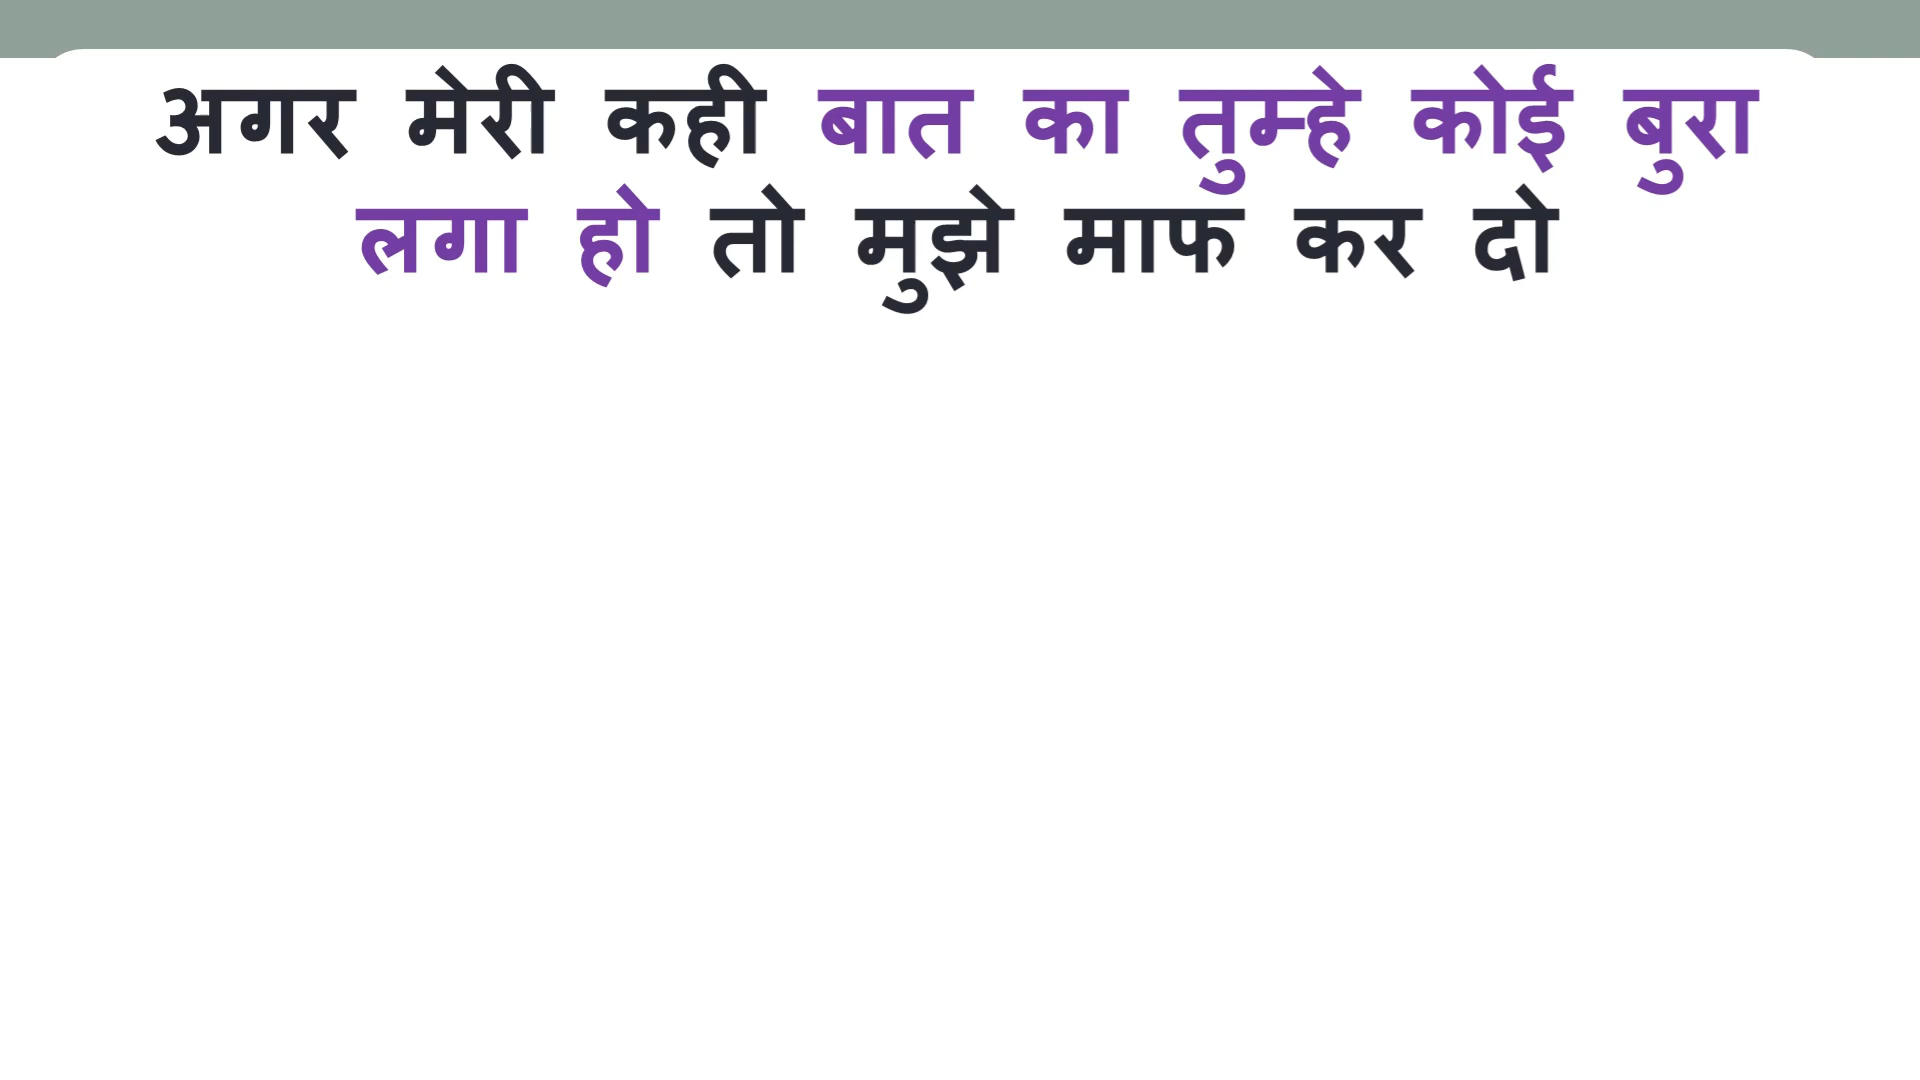 अगर मेरी कही बात का तुम्हे कोई बुरा
लगा हो तो मुझे माफ कर दो